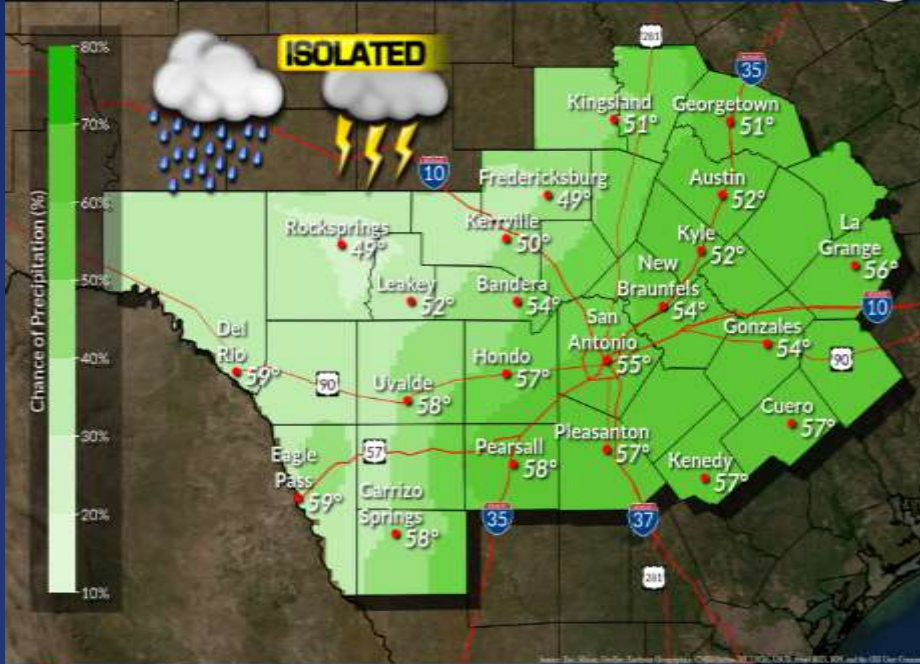 80%
70%
60%
50%
40%
30%
20%
10%
Chance of Precipitation (%)
ISOLATED
281
35
Kingsland
51°
Georgetown
51°
10
Fredericksburg
49°
Austin
52°
Rocksprings
49°
Kerrville
50°
Kyle
52°
La
Grange
56°
Leakey
52°
Bandera
54°
New
Braunfels
54°
10
Del
Rio
59°
90
Uvalde
58°
Hondo
57°
San
Antonio
55°
Gonzales
54°
90
Cuero
57°
Eagle
Pass
59°
57
Carrizo
Springs
58°
Pearsall
58°
Pleasanton
57°
Kenedy
57°
35
37
281